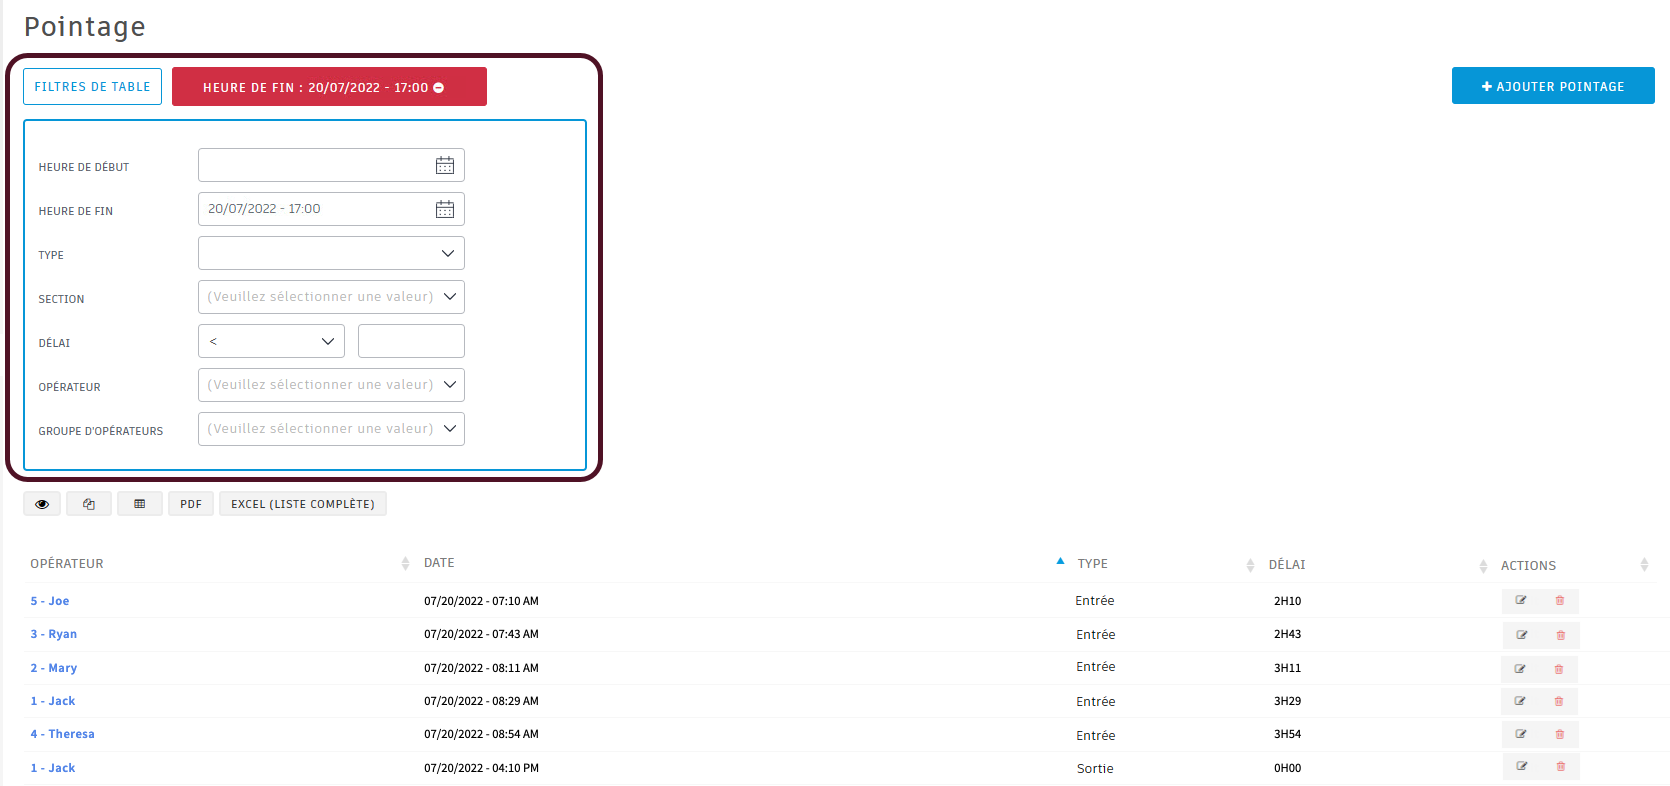 Pointage
FILTRES DE TABLE
HEURE DE FIN : 20/07/2022 - 17:00
AJOUTER POINTAGE
HEURE DE DÉBUT
HEURE DE FIN 20/07/2022 - 17:00
TYPE
SECTION (Veuillez sélectionner une valeur)
DÉLAI <
OPÉRATEUR (Veuillez sélectionner une valeur)
GROUPE D'OPÉRATEURS (Veuillez sélectionner une valeur)
PDF EXCEL (LISTE COMPLÈTE)
OPÉRATEUR DATE TYPE DÉLAI ACTIONS
5 - Joe 07/20/2022 - 07:10 AM Entrée 2H10
3 - Ryan 07/20/2022 - 07:43 AM Entrée 2H43
2 - Mary 07/20/2022 - 08:11 AM Entrée 3H11
1 - Jack 07/20/2022 - 08:29 AM Entrée 3H29
4 - Theresa 07/20/2022 - 08:54 AM Entrée 3H54
1 - Jack 07/20/2022 - 04:10 PM Sortie 0H00